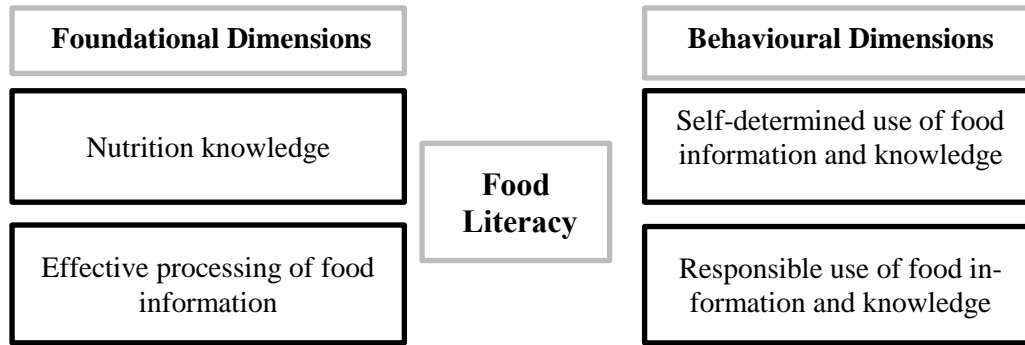 Foundational Dimensions
Nutrition knowledge
Effective processing of food
information
Food
Literacy
Behavioural Dimensions
Self-determined use of food
information and knowledge
Responsible use of food in-
formation and knowledge